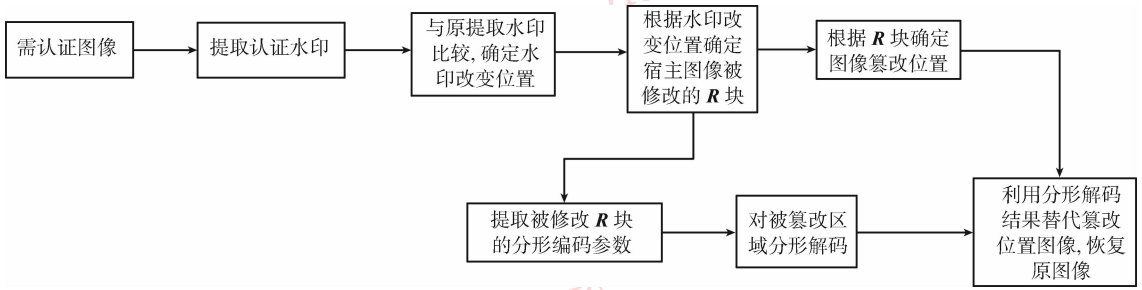 需认证图像
提取认证水印
与原提取水印
比较,确定水
印改变位置
根据水印改
变位置确定
宿主图像被
修改的 R 块
根据 R 块确定
图像篡改位置
提取被修改 R 块
的分形编码参数
对被篡改区
域分形解码
利用分形解码
结果替代篡改
位置图像,恢复
原图像